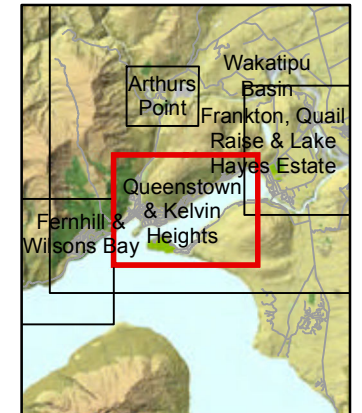 Wakatipu
Basin
Arthurs
Point
Frankton, Quail
Raise & Lake
Hayes Estate
Queenstown
& Kelvin
Heights
Fernhill &
Wilsons Bay